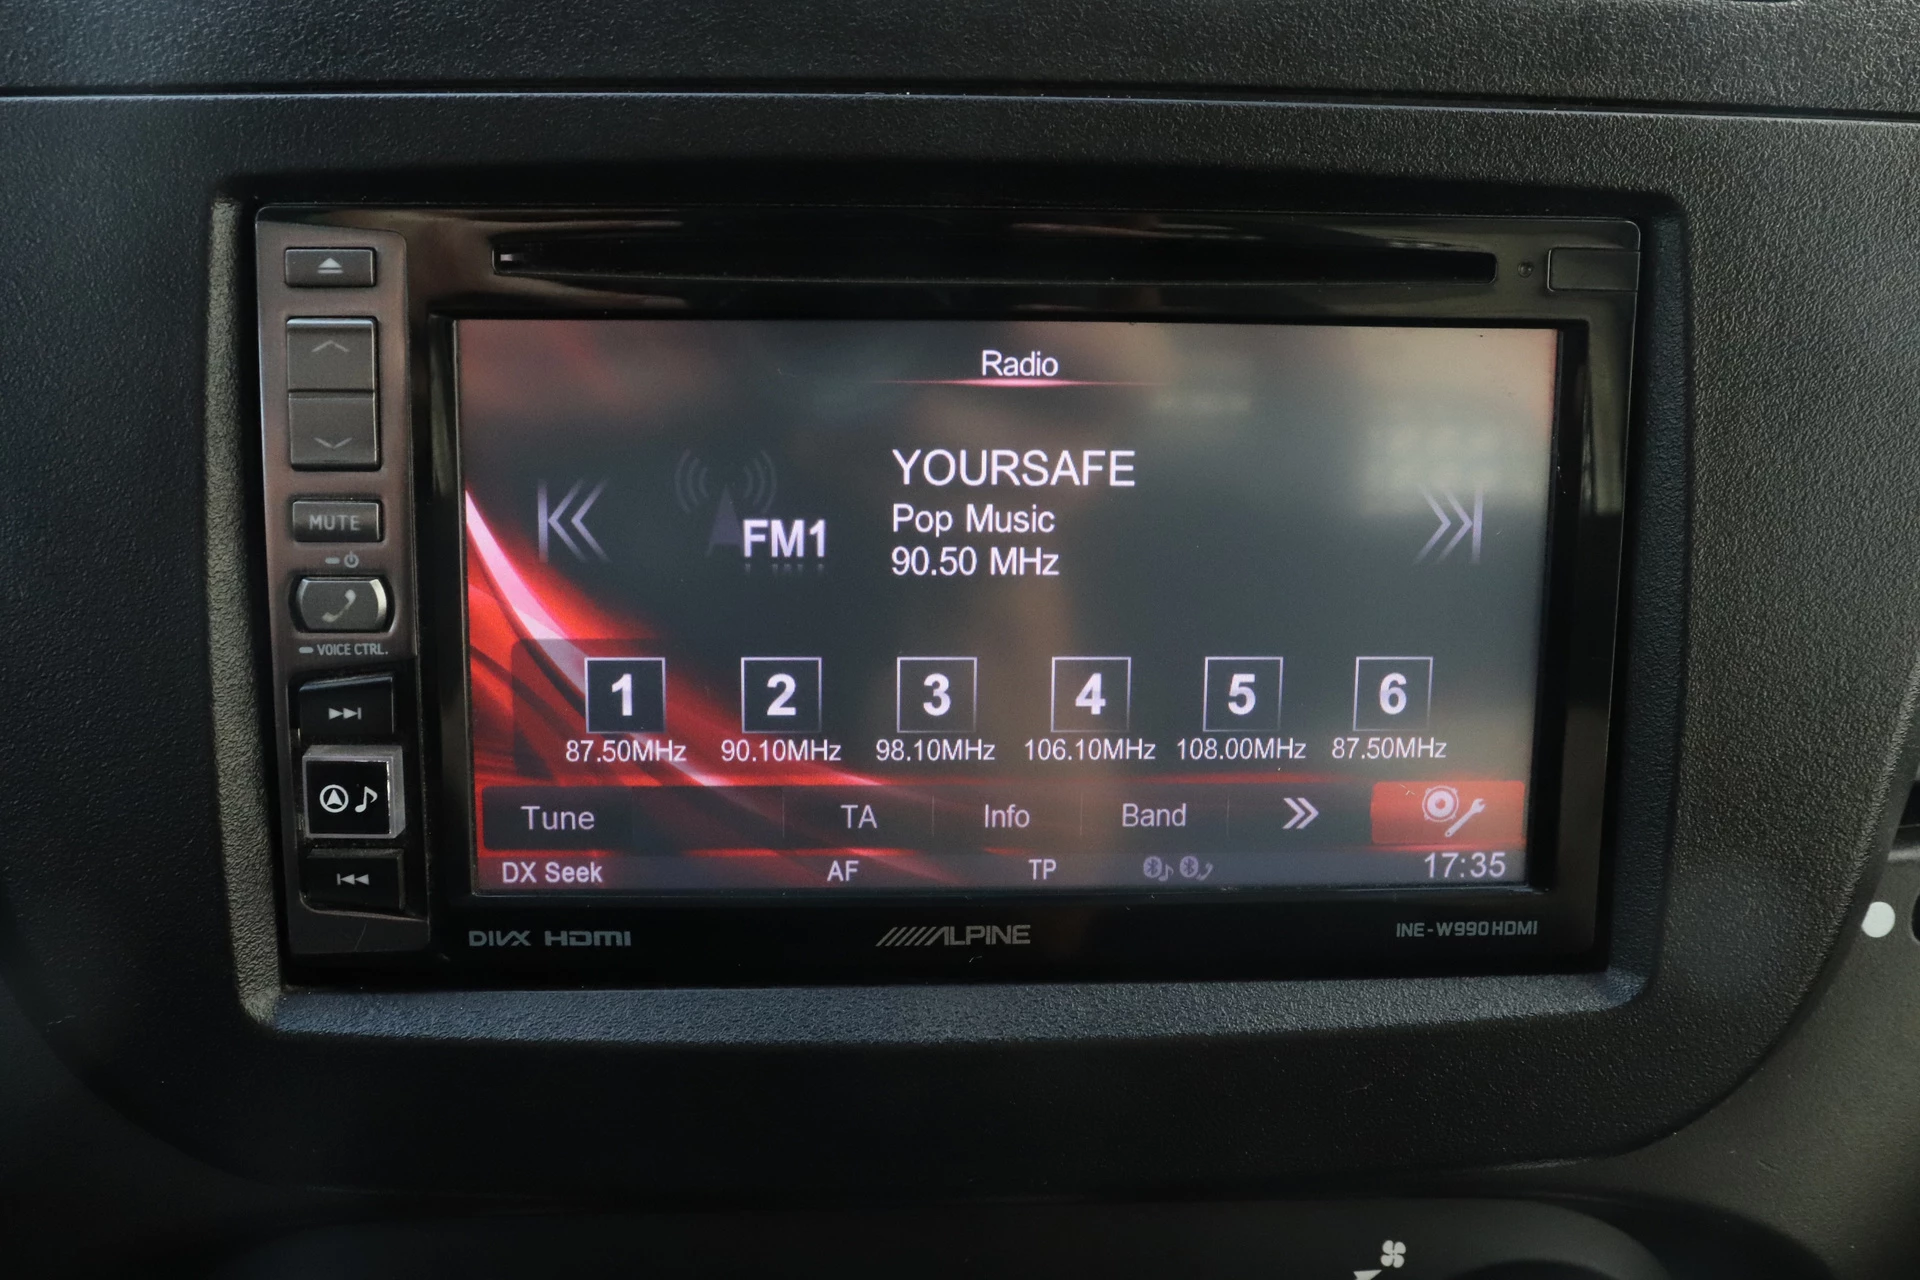 Radio
YOURSAFE
Pop Music
FM1
90.50 MHz
MUTE
VOICE CTRL.
1 2 3 4 5 6
87.50MHz 90.10MHz 98.10MHz 106.10MHz 108.00MHz 87.50MHz
Tune TA Info Band
DX Seek AF TP 17:35
DIVX HDMI ALPINE INE-W990HDMI